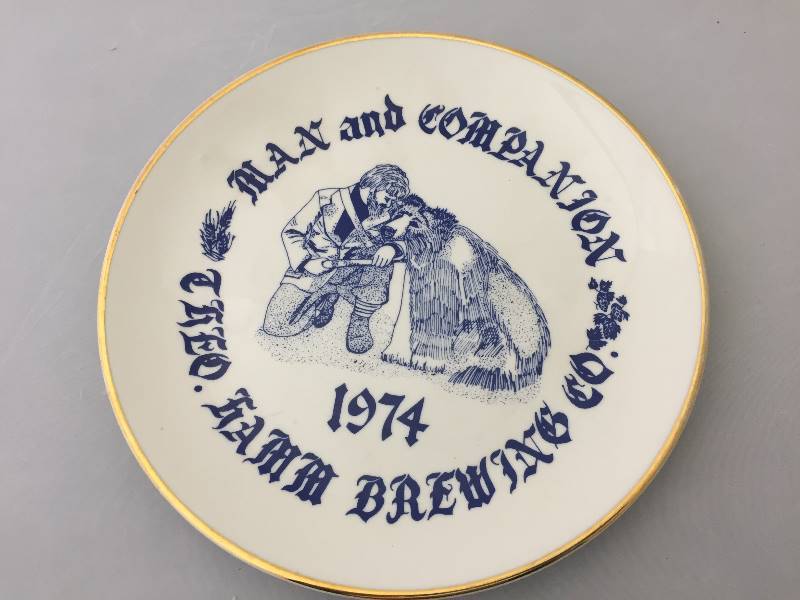 MAN and COMPANION
1974
THEO. HAMM BREWING CO.